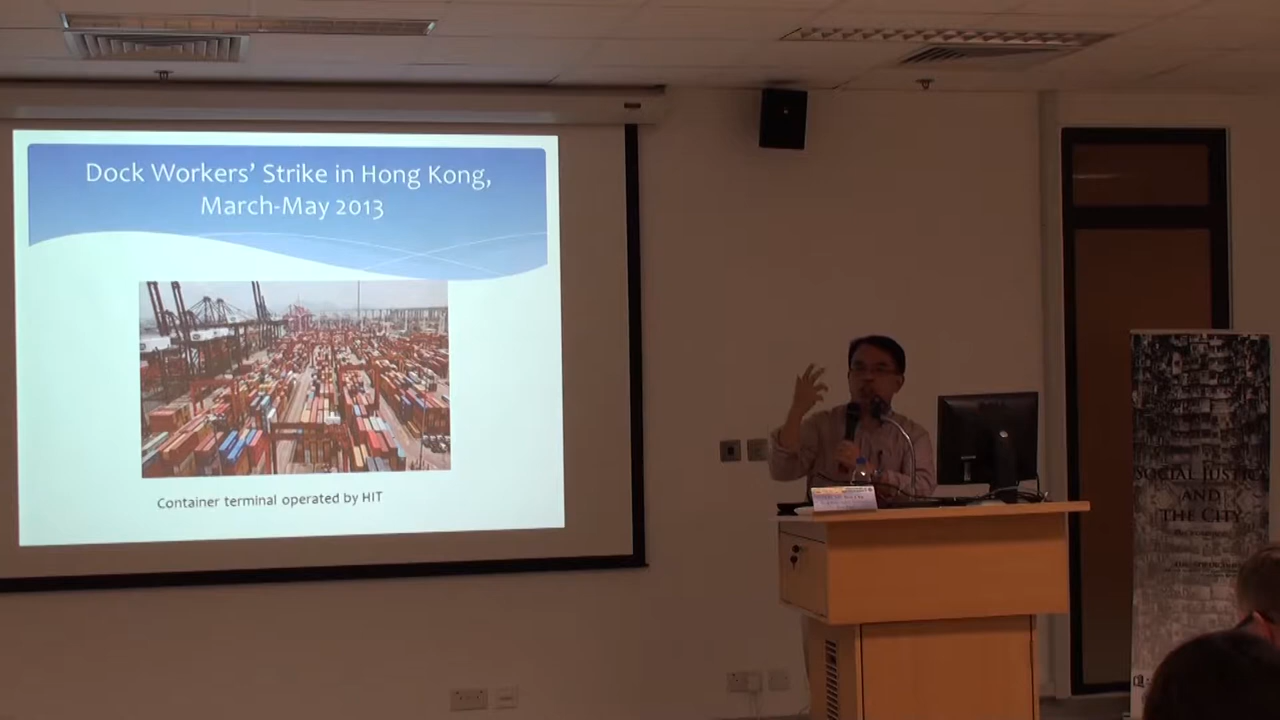 Dock Workers' Strike in Hong Kong,
March-May 2013
Container terminal operated by HIT
SOCIAL JUSTICE
AND
THE CITY